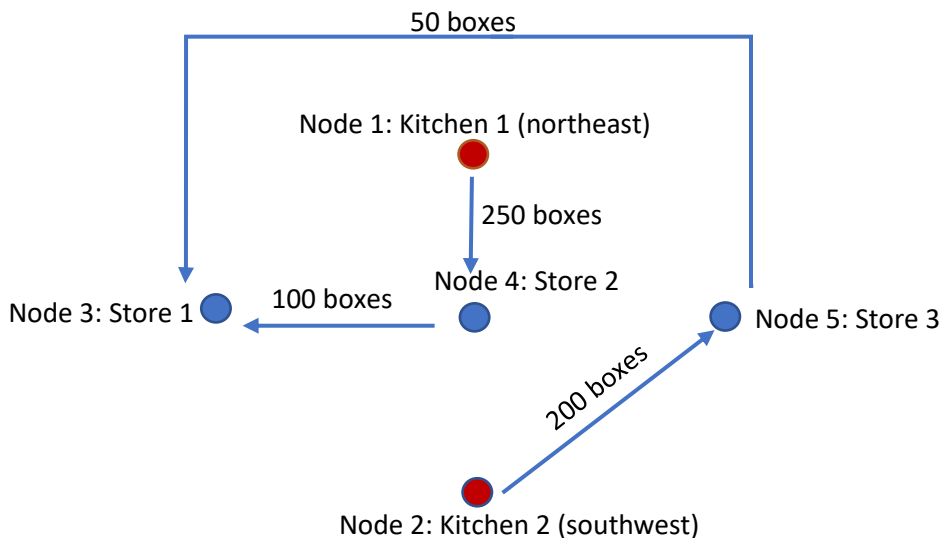 50 boxes
Node 1: Kitchen 1 (northeast)
250 boxes
Node 4: Store 2
Node 3: Store 1
100 boxes
Node 5: Store 3
200 boxes
Node 2: Kitchen 2 (southwest)